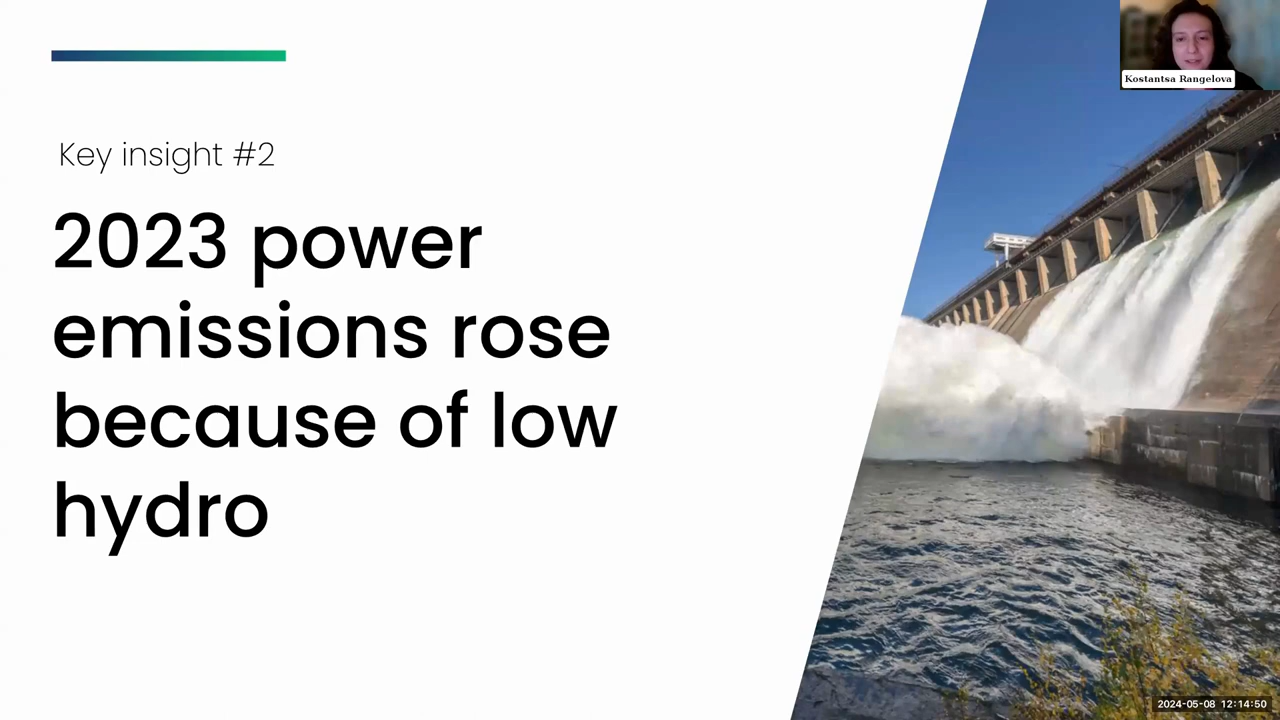 Kostantsa Rangelova
Key insight #2
2023 power
emissions rose
because of low
hydro
2024-05-08 12:14:50